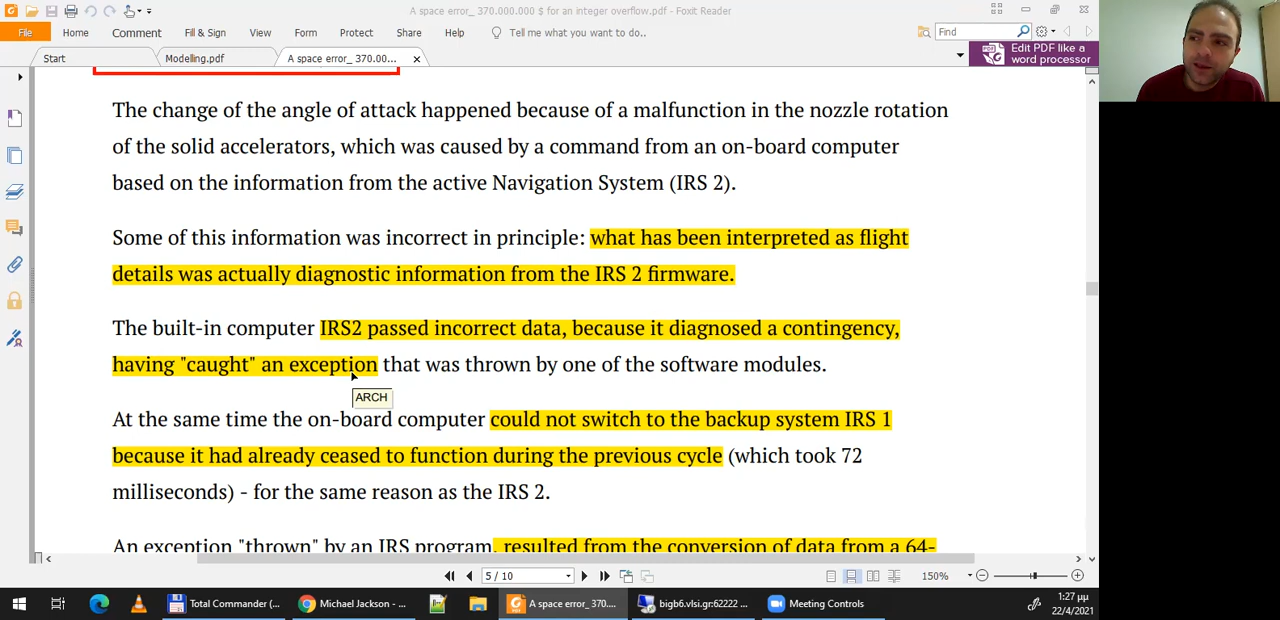 A space error_ 370.000.000 $ for an integer overflow.pdf - Foxit Reader
File Home Comment Fill & Sign View Form Protect Share Help Tell me what you want to do.. Find
Start Modelling.pdf A space error_ 370.00... Edit PDF like a
word processor
The change of the angle of attack happened because of a malfunction in the nozzle rotation
of the solid accelerators, which was caused by a command from an on-board computer
based on the information from the active Navigation System (IRS 2).
Some of this information was incorrect in principle: what has been interpreted as flight
details was actually diagnostic information from the IRS 2 firmware.
The built-in computer IRS2 passed incorrect data, because it diagnosed a contingency,
having "caught" an exception that was thrown by one of the software modules.
ARCH
At the same time the on-board computer could not switch to the backup system IRS 1
because it had already ceased to function during the previous cycle (which took 72
milliseconds) - for the same reason as the IRS 2.
An exception "thrown" by an IRS program, resulted from the conversion of data from a 64-
5 / 10 150%
Total Commander (... Michael Jackson - ... A space error_ 370.... bigb6.vlsi.gr:62222 ... Meeting Controls 1:27 μμ
22/4/2021